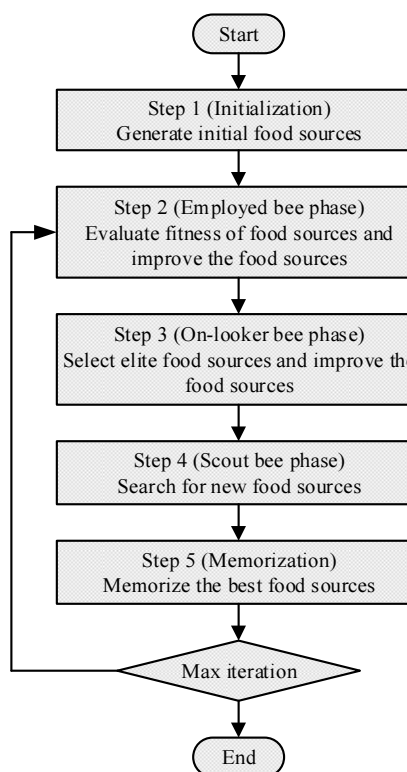 Start
Step 1 (Initialization)
Generate initial food sources
Step 2 (Employed bee phase)
Evaluate fitness of food sources and
improve the food sources
Step 3 (On-looker bee phase)
Select elite food sources and improve the
food sources
Step 4 (Scout bee phase)
Search for new food sources
Step 5 (Memorization)
Memorize the best food sources
Max iteration
End